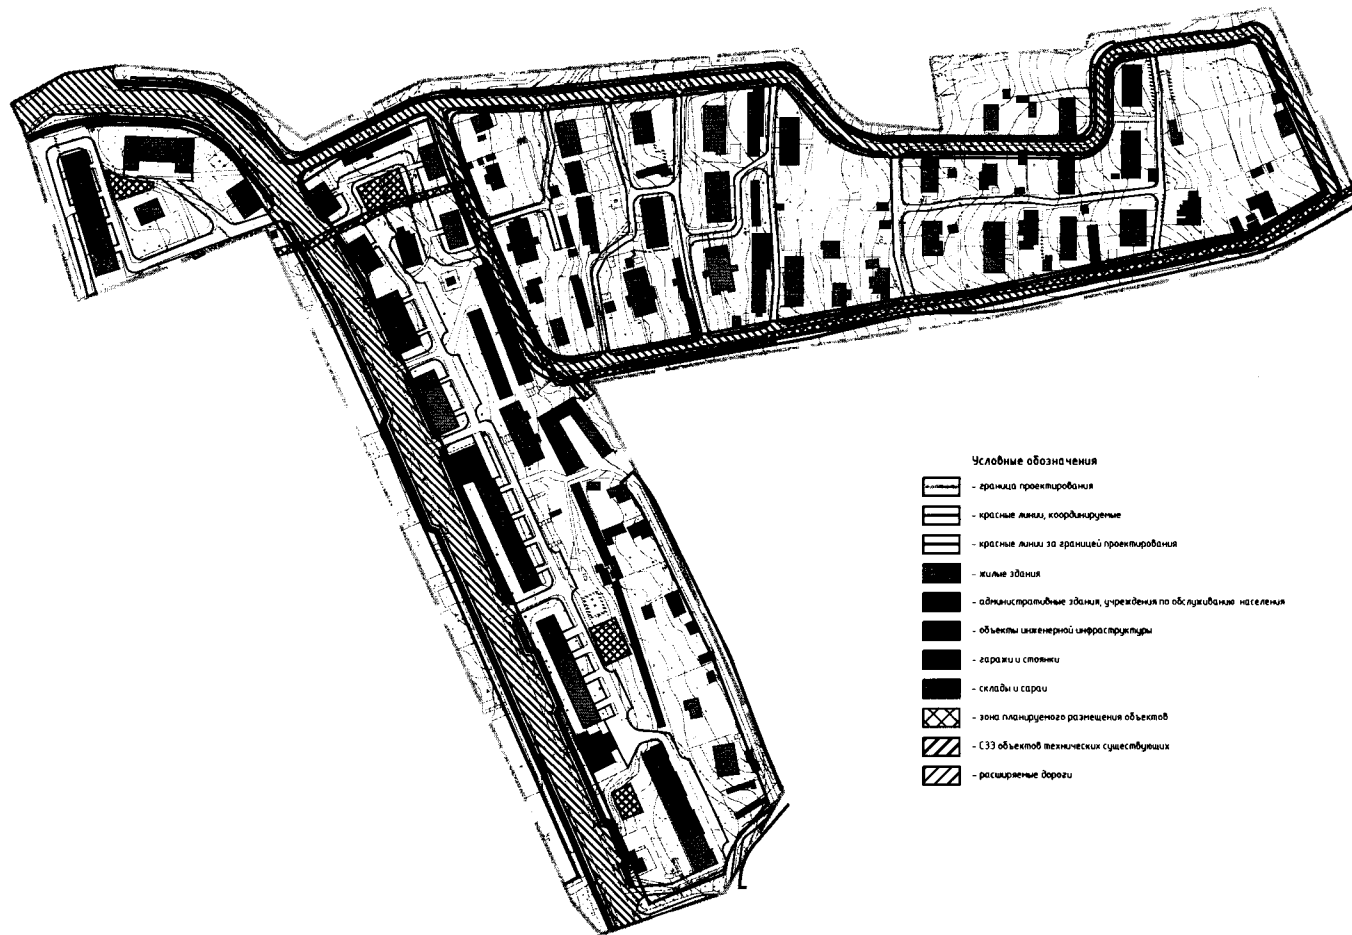 Условные обозначения
- граница проектирования
- красные линии, координируемые
- красные линии за границей проектирования
- жилые здания
- административные здания, учреждения по обслуживанию населения
- объекты инженерной инфраструктуры
- гаражи и стоянки
- склады и сараи
- зона планируемого размещения объектов
- СЗЗ объектов технических существующих
- расширяемые дороги